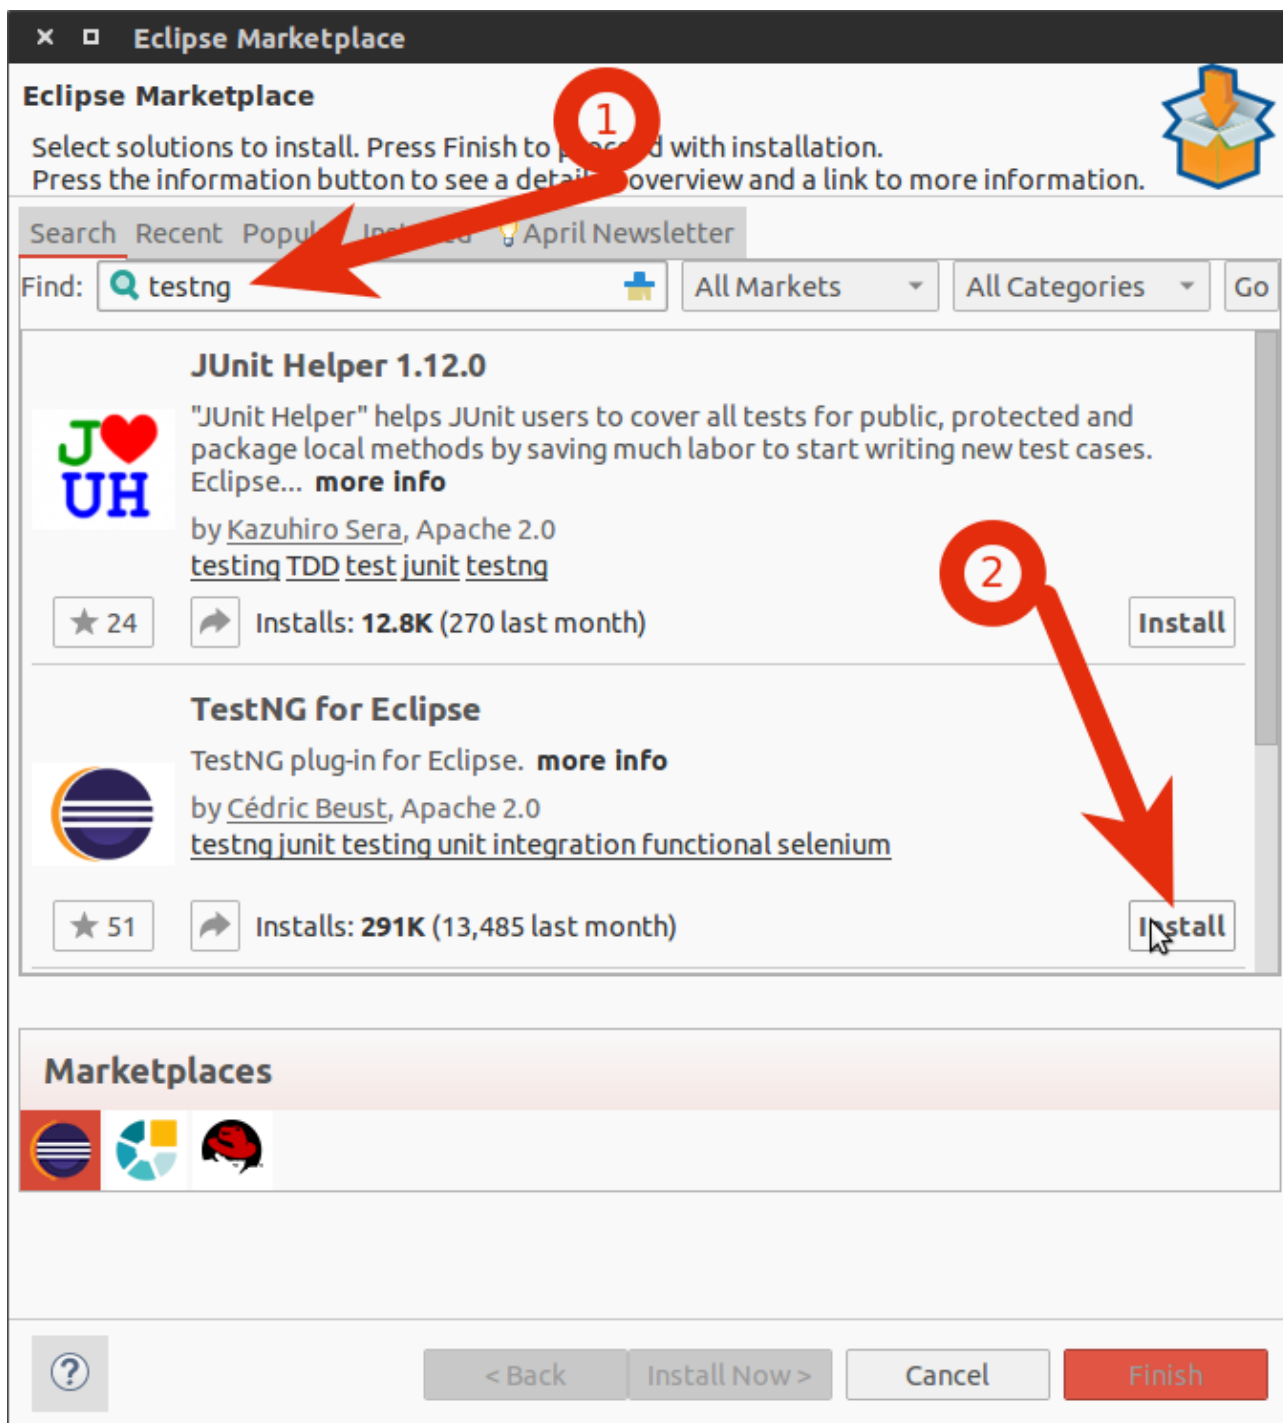 Eclipse Marketplace
Eclipse Marketplace
1
Select solutions to install. Press Finish to with installation.
Press the information button to see a overview and a link to more information.
Search Recent April Newsletter
Find: testng All Markets All Categories Go
JUnit Helper 1.12.0
"JUnit Helper" helps JUnit users to cover all tests for public, protected and
package local methods by saving much labor to start writing new test cases.
Eclipse... more info
J
UH
by Kazuhiro Sera, Apache 2.0
testing TDD test junit testng
2
24 Installs: 12.8K (270 last month) Install
TestNG for Eclipse
TestNG plug-in for Eclipse. more info
by Cédric Beust, Apache 2.0
testng junit testing unit integration functional selenium
51 Installs: 291K (13,485 last month) Install
Marketplaces
? < Back Install Now > Cancel Finish